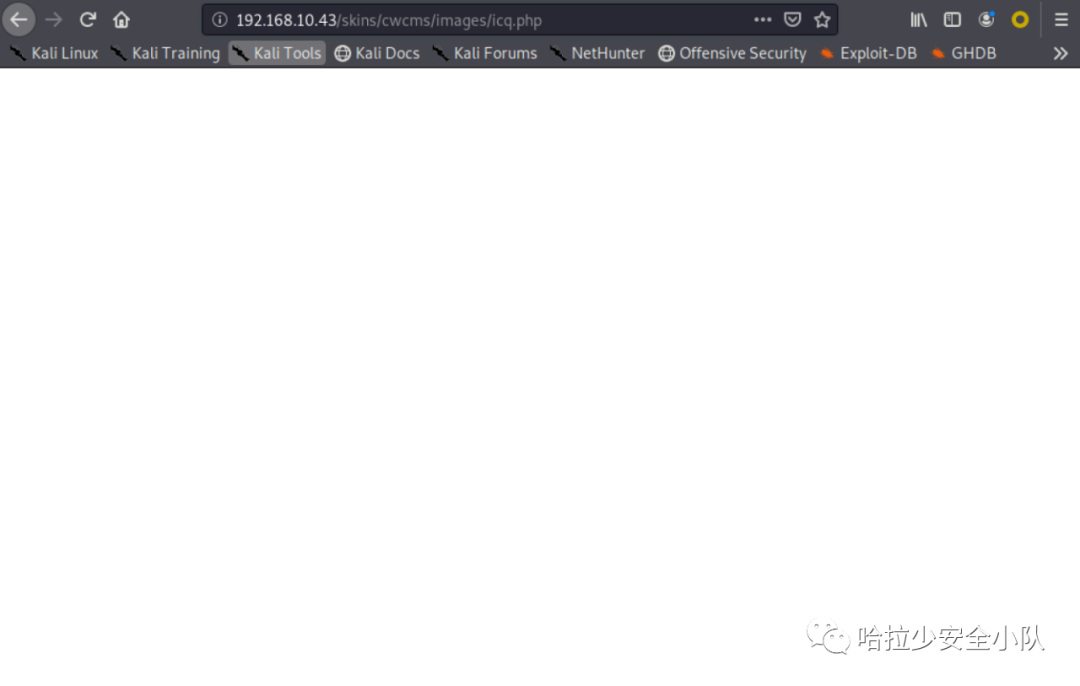 192.168.10.43/skins/cwcms/images/icq.php
Kali Linux Kali Training Kali Tools Kali Docs Kali Forums NetHunter Offensive Security Exploit-DB GHDB
哈拉少安全小队